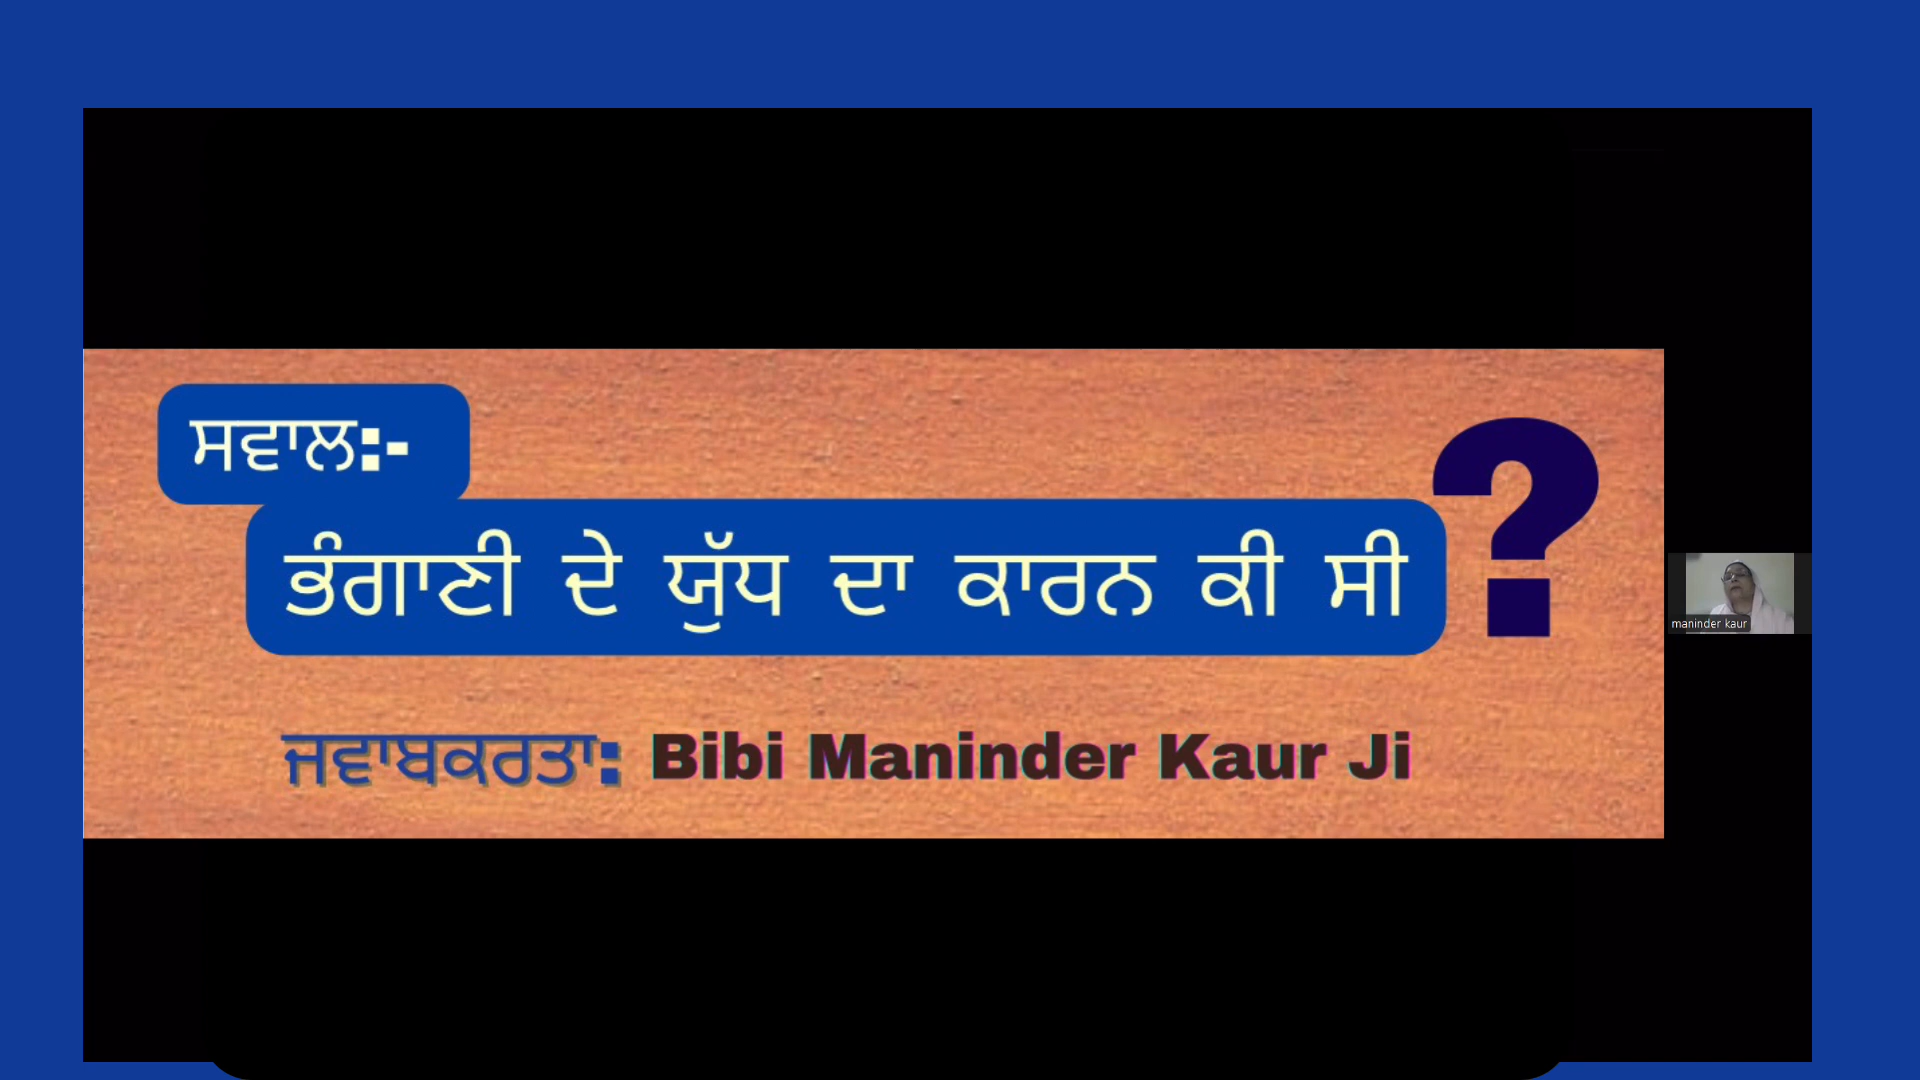 ਸਵਾਲ:-
ਭੰਗਾਣੀ ਦੇ ਯੁੱਧ ਦਾ ਕਾਰਨ ਕੀ ਸੀ ?
ਜਵਾਬਕਰਤਾ: Bibi Maninder Kaur Ji
maninder kaur